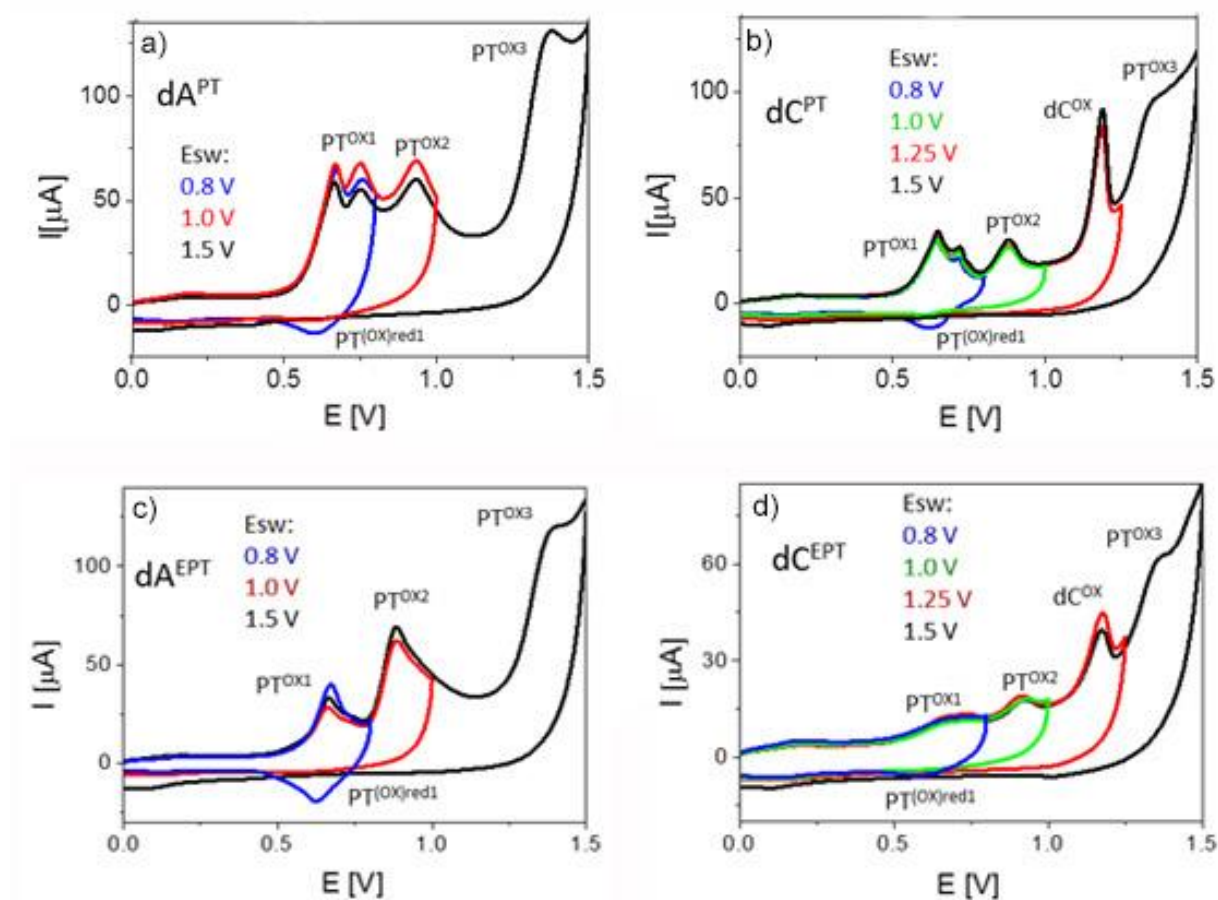 a)
dA^PT
Esw:
0.8 V
1.0 V
1.5 V
PT^OX1
PT^OX2
PT^OX3
PT^(OX)red1
I[μA]
100
50
0
0.0
0.5
1.0
1.5
E [V]
b)
dC^PT
Esw:
0.8 V
1.0 V
1.25 V
1.5 V
PT^OX1
PT^OX2
dC^OX
PT^OX3
PT^(OX)red1
I[μA]
100
50
0
0.0
0.5
1.0
1.5
E [V]
c)
dA^EPT
Esw:
0.8 V
1.0 V
1.5 V
PT^OX1
PT^OX2
PT^OX3
PT^(OX)red1
I [μA]
100
50
0
0.0
0.5
1.0
1.5
E [V]
d)
dC^EPT
Esw:
0.8 V
1.0 V
1.25 V
1.5 V
PT^OX1
PT^OX2
dC^OX
PT^OX3
PT^(OX)red1
I [μA]
60
30
0
0.0
0.5
1.0
1.5
E [V]